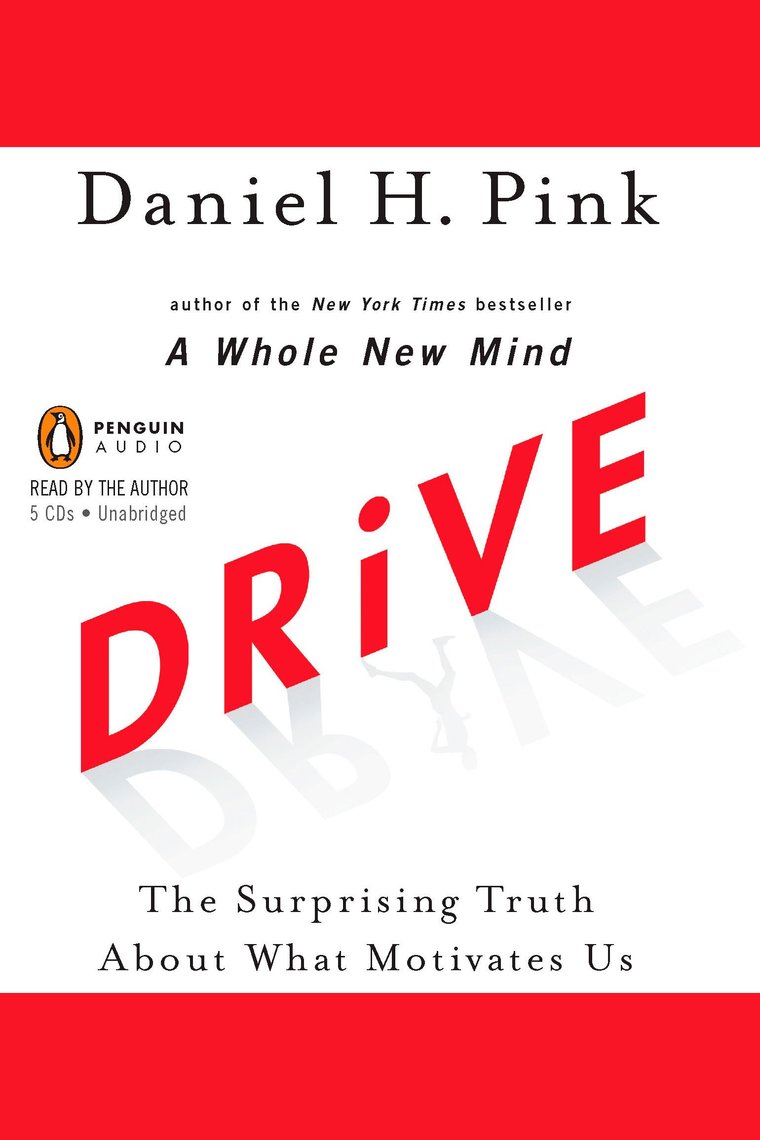 Daniel H. Pink
author of the New York Times bestseller
A Whole New Mind
PENGUIN
AUDIO
READ BY THE AUTHOR
5 CDs • Unabridged
DRiVE
The Surprising Truth
About What Motivates Us